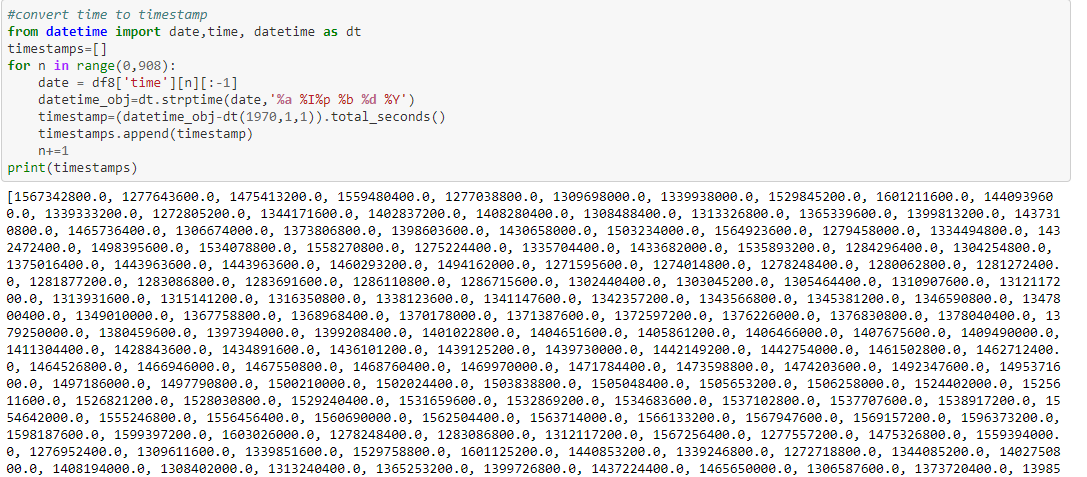 #convert time to timestamp
from datetime import date,time, datetime as dt
timestamps=[]
for n in range(0,908):
    date = df8['time'][n][:-1]
    datetime_obj=dt.strptime(date,'%a %I%p %b %d %Y')
    timestamp=(datetime_obj-dt(1970,1,1)).total_seconds()
    timestamps.append(timestamp)
    n+=1
print(timestamps)
[1567342800.0, 1277643600.0, 1475413200.0, 1559480400.0, 1277038800.0, 1309698000.0, 1339938000.0, 1529845200.0, 1601211600.0, 144093960
0.0, 1339333200.0, 1272805200.0, 1344171600.0, 1402837200.0, 1408280400.0, 1308488400.0, 1313326800.0, 1365339600.0, 1399813200.0, 143731
0800.0, 1465736400.0, 1306674000.0, 1373806800.0, 1398603600.0, 1430658000.0, 1503234000.0, 1564923600.0, 1279458000.0, 1334494800.0, 143
2472400.0, 1498395600.0, 1534078800.0, 1558270800.0, 1275224400.0, 1335704400.0, 1433682000.0, 1535893200.0, 1284296400.0, 1304254800.0,
1375016400.0, 1443963600.0, 1443963600.0, 1460293200.0, 1494162000.0, 1271595600.0, 1274014800.0, 1278248400.0, 1280062800.0, 1281272400.
0, 1281877200.0, 1283086800.0, 1283691600.0, 1286110800.0, 1286715600.0, 1302440400.0, 1303045200.0, 1305464400.0, 1310907600.0, 13121172
00.0, 1313931600.0, 1315141200.0, 1316350800.0, 1338123600.0, 1341147600.0, 1342357200.0, 1343566800.0, 1345381200.0, 1346590800.0, 13478
00400.0, 1349010000.0, 1367758800.0, 1368968400.0, 1370178000.0, 1371387600.0, 1372597200.0, 1376226000.0, 1376830800.0, 1378040400.0, 13
79250000.0, 1380459600.0, 1397394000.0, 1399208400.0, 1401022800.0, 1404651600.0, 1405861200.0, 1406466000.0, 1407675600.0, 1409490000.0,
1411304400.0, 1428843600.0, 1434891600.0, 1436101200.0, 1439125200.0, 1439730000.0, 1442149200.0, 1442754000.0, 1461502800.0, 1462712400.
0, 1464526800.0, 1466946000.0, 1467550800.0, 1468760400.0, 1469970000.0, 1471784400.0, 1473598800.0, 1474203600.0, 1492347600.0, 14953716
00.0, 1497186000.0, 1497790800.0, 1500210000.0, 1502024400.0, 1503838800.0, 1505048400.0, 1505653200.0, 1506258000.0, 1524402000.0, 15256
11600.0, 1526821200.0, 1528030800.0, 1529240400.0, 1531659600.0, 1532869200.0, 1534683600.0, 1537102800.0, 1537707600.0, 1538917200.0, 155
54642000.0, 1555246800.0, 1556456400.0, 1560690000.0, 1562504400.0, 1563714000.0, 1566133200.0, 1567947600.0, 1569157200.0, 1596373200.0,
1598187600.0, 1599397200.0, 1603026000.0, 1278248400.0, 1283086800.0, 1312117200.0, 1567256400.0, 1277557200.0, 1475326800.0, 1559394000.
0, 1276952400.0, 1309611600.0, 1339851600.0, 1529758800.0, 1601125200.0, 1440853200.0, 1339246800.0, 1272718800.0, 1344085200.0, 14027508
00.0, 1408194000.0, 1308402000.0, 1313240400.0, 1365253200.0, 1399726800.0, 1437224400.0, 1465650000.0, 1306587600.0, 1373720400.0, 13985